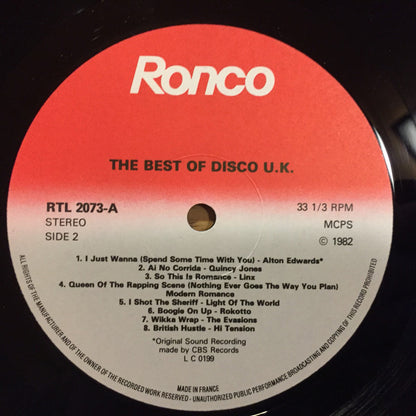 Ronco
THE BEST OF DISCO U.K.
RTL 2073-A
STEREO
SIDE 2
33 1/3 RPM
MCPS
© 1982
1. I Just Wanna (Spend Some Time With You) - Alton Edwards*
2. Ai No Corrida - Quincy Jones
3. So This Is Romance - Linx
4. Queen Of The Rapping Scene (Nothing Ever Goes The Way You Plan)
Modern Romance
5. I Shot The Sheriff - Light Of The World
6. Boogie On Up - Rokotto
7. Wikka Wrap - The Evasions
8. British Hustle - Hi Tension
*Original Sound Recording
made by CBS Records
L C 0199
MADE IN FRANCE
ALL RIGHTS OF THE MANUFACTURER AND OF THE OWNER OF THE RECORDED WORK RESERVED - UNAUTHORIZED PUBLIC PERFORMANCE BROADCASTING AND COPYING OF THIS RECORD PROHIBITED